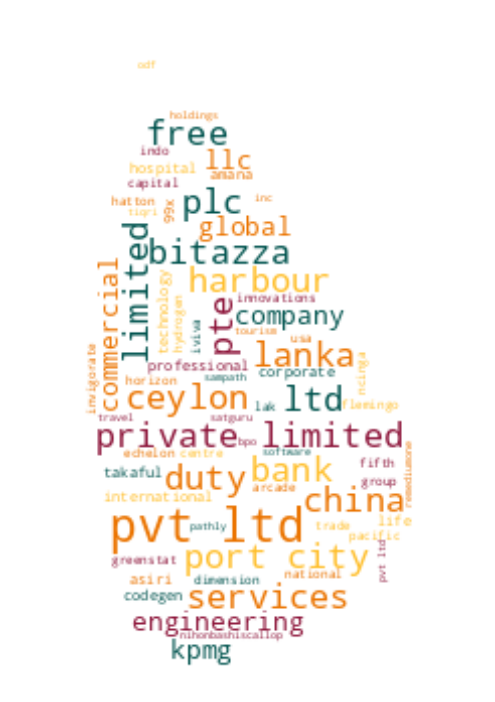 odf
holdings
free
indo
llc
hospital
amana
capital
hatton
99x
plc
inc
tiqri
global
limited
bitazza
harbour
commercial
technology
hydrogen
pte
innovations
company
iviva
tourism
usa
invigorate
lanka
professional
corporate
ncinga
sampath
horizon
ceylon
lak
ltd
flemingo
travel
satguru
private limited
bpo
echelon
centre
software
fifth
takaful
duty
bank
group
remediumone
arcade
international
china
pvt ltd
pathly
trade
life
pacific
greenstat
port city
pvt ltd
asiri
dimension
national
codegen
services
engineering
nihonbashiscallop
kpmg